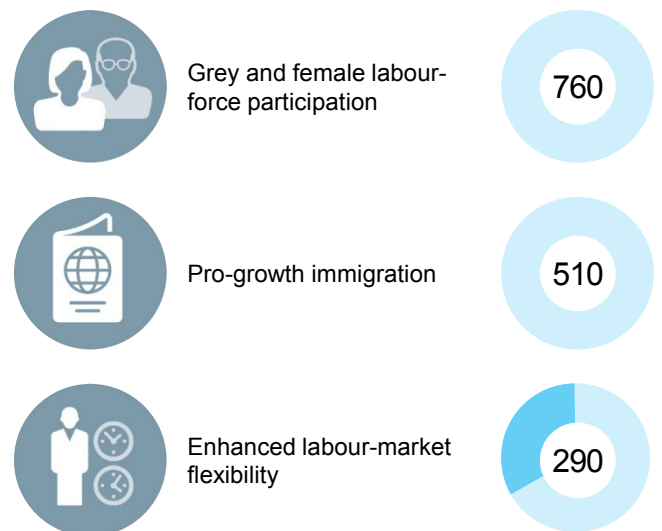 Grey and female labour-
force participation
760
Pro-growth immigration
510
Enhanced labour-market
flexibility
290